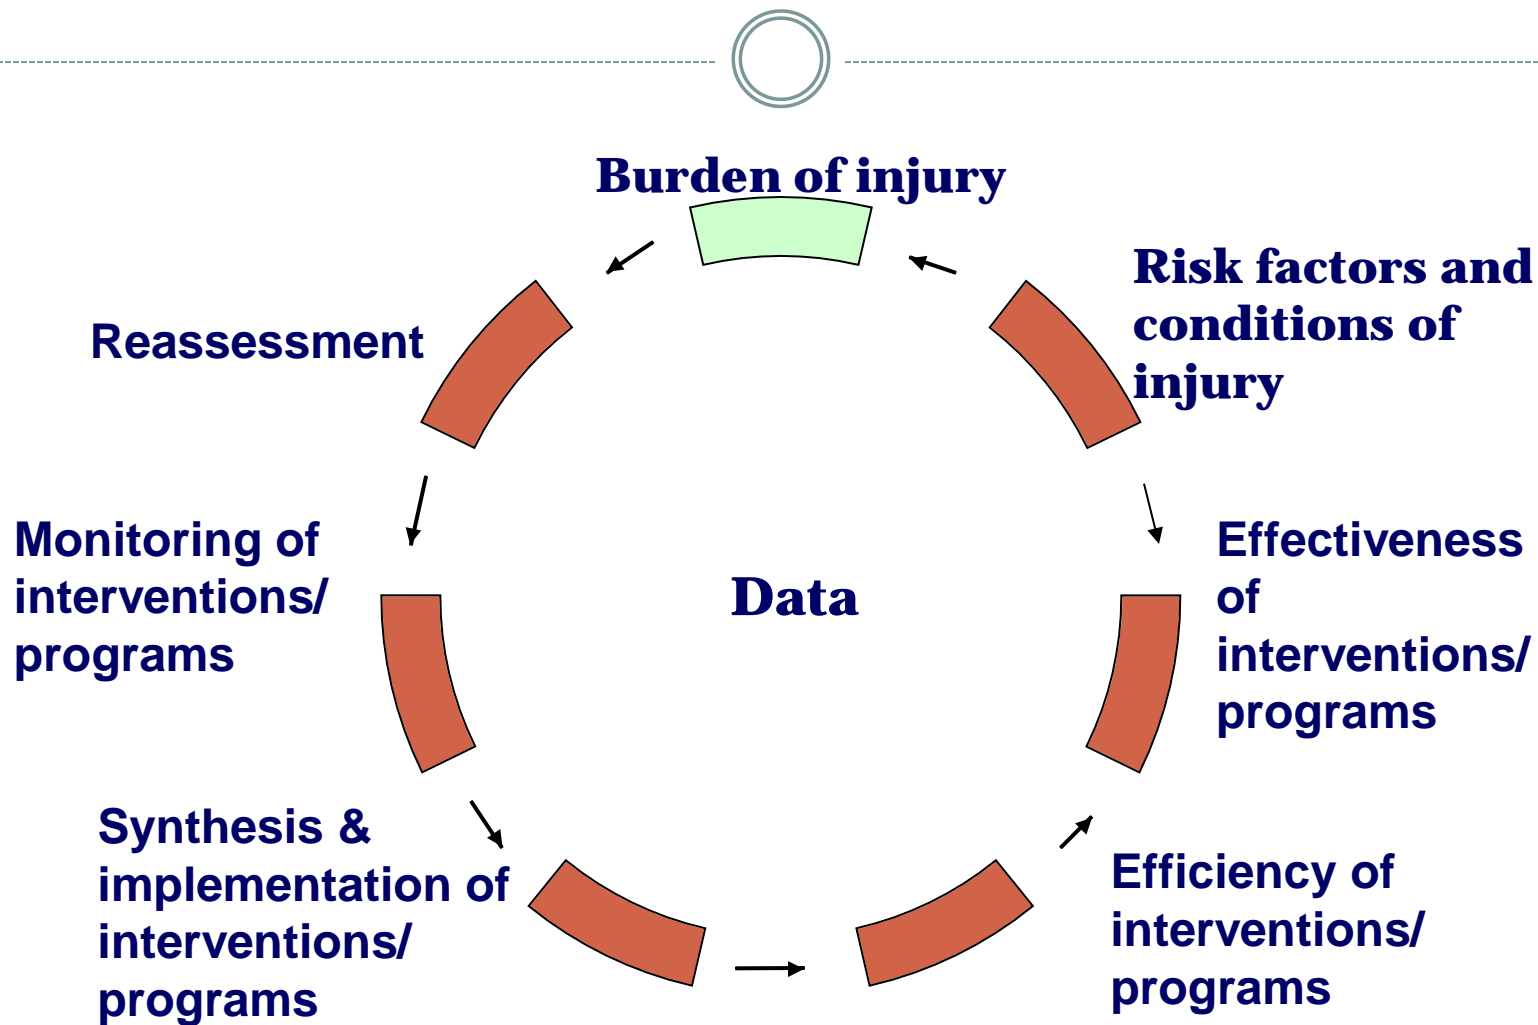 Burden of injury
Risk factors and
conditions of
injury
Reassessment
Monitoring of
interventions/
programs
Data
Effectiveness
of
interventions/
programs
Synthesis &
implementation of
interventions/
programs
Efficiency of
interventions/
programs